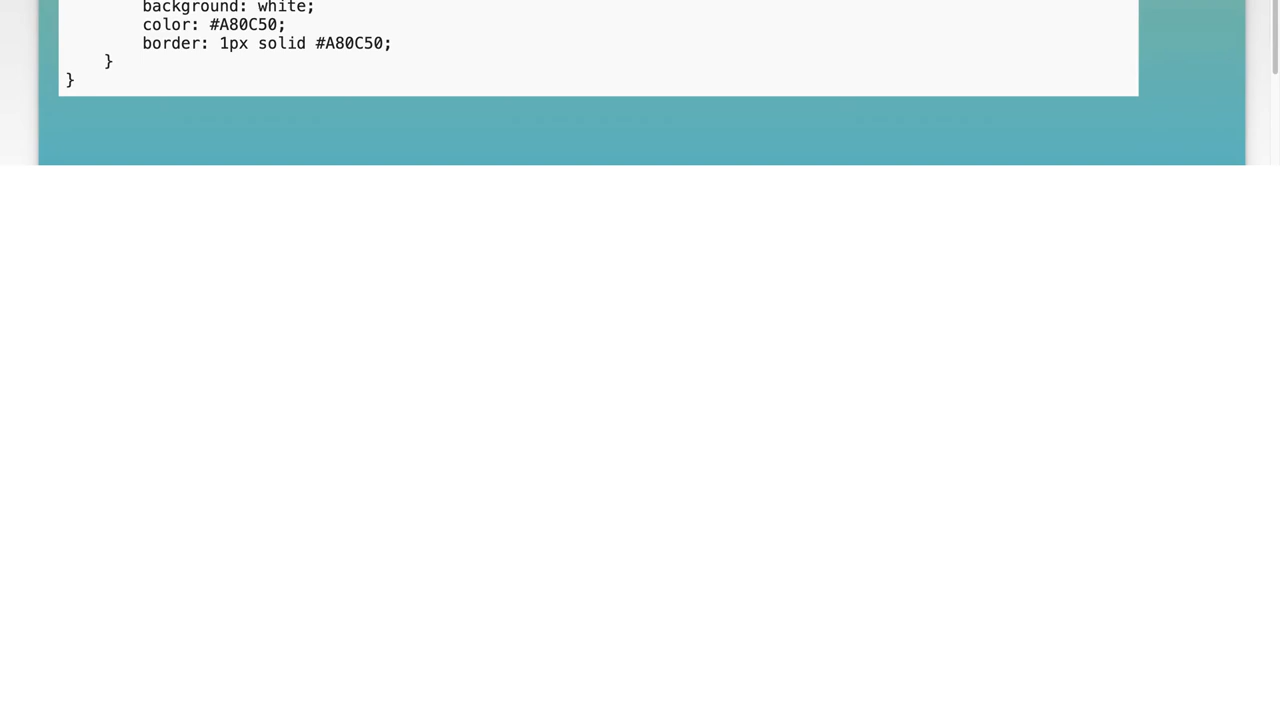 background: white;
color: #A80C50;
border: 1px solid #A80C50;
}
}